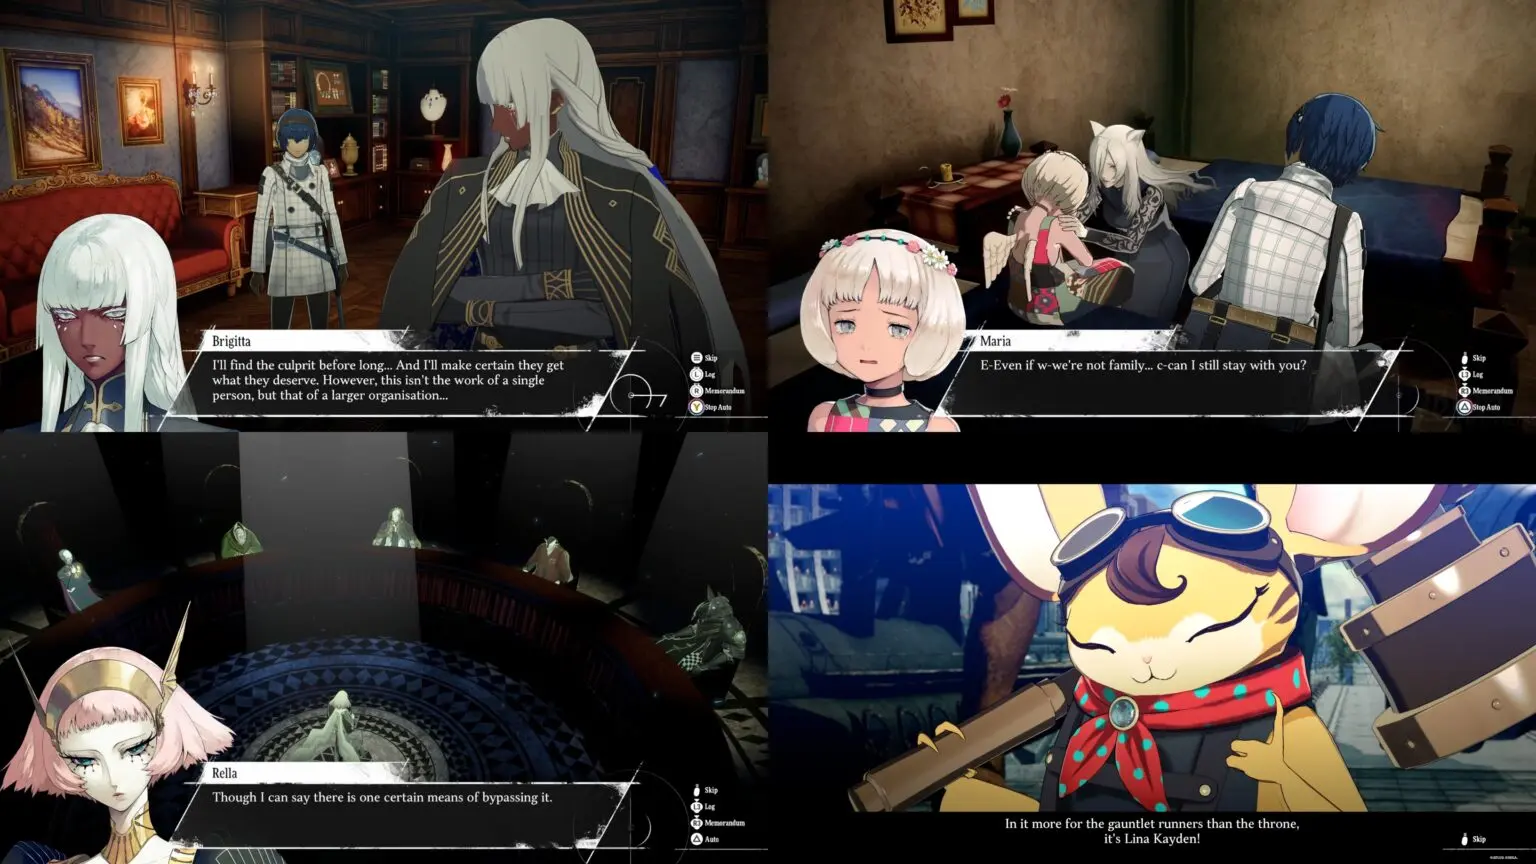 Brigitta
I'll find the culprit before long... And I'll make certain they get
what they deserve. However, this isn't the work of a single
person, but that of a larger organisation...
Skip
L Log
R Memorandum
Y Stop Auto
Maria
E-Even if w-we're not family... c-can I still stay with you?
Skip
L3 Log
R3 Memorandum
Stop Auto
Rella
Though I can say there is one certain means of bypassing it.
Skip
L3 Log
R3 Memorandum
Auto
In it more for the gauntlet runners than the throne,
it's Lina Kayden!
Skip